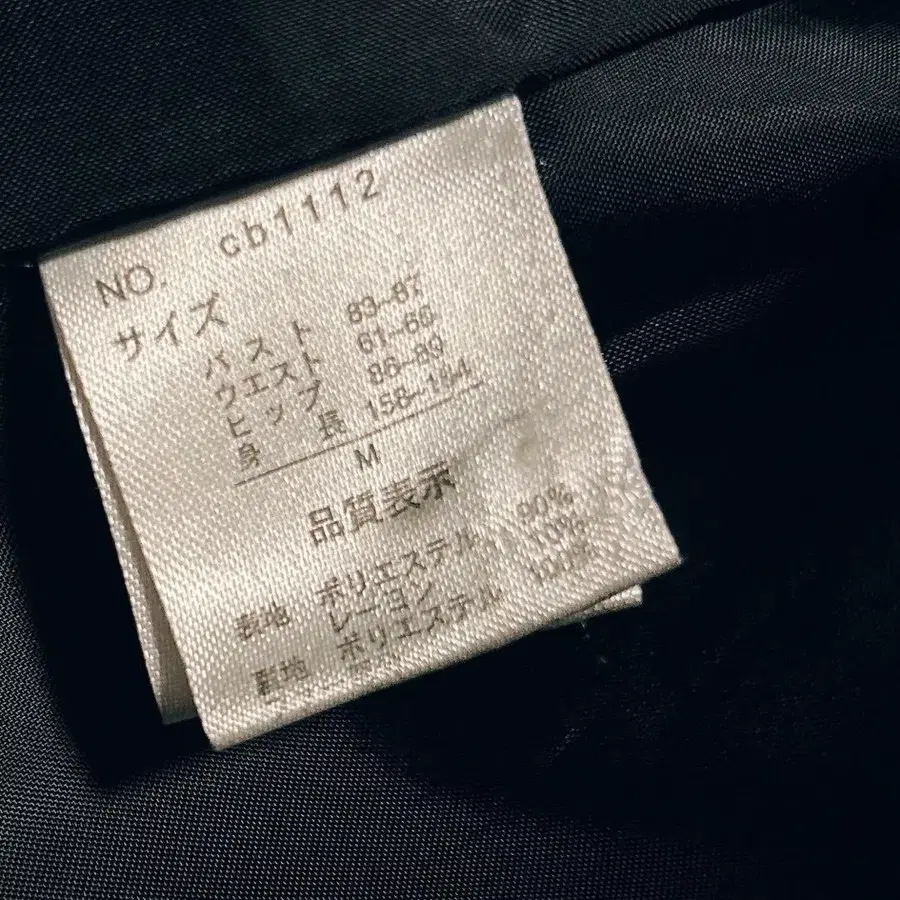 NO. cb1112
サイズ
バスト 83~87
ウエスト 61~66
ヒップ 86~89
身長 158~164
M
品質表示
表地 ポリエステル 90%
レーヨン 10%
裏地 ポリエステル 100%